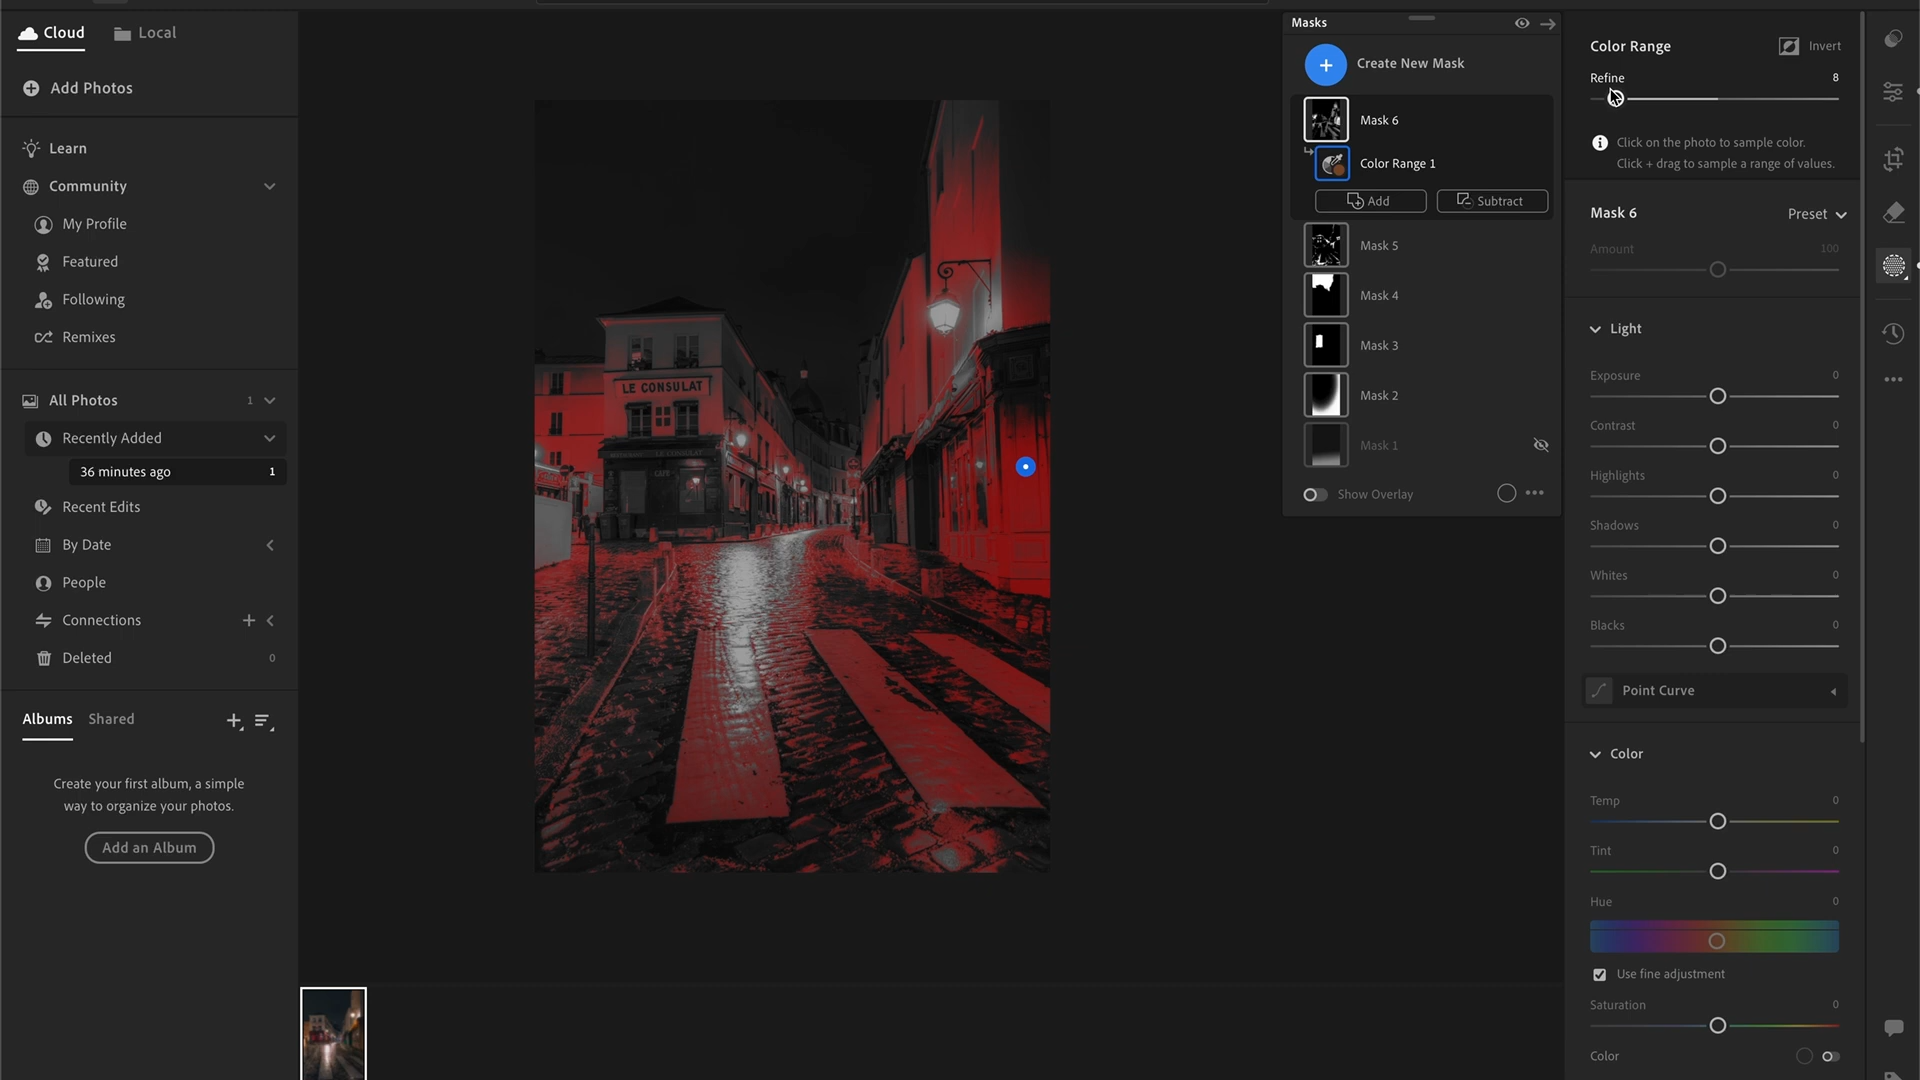 Cloud
Local
Add Photos
Learn
Community
My Profile
Featured
Following
Remixes
All Photos 1
Recently Added
36 minutes ago 1
Recent Edits
By Date
People
Connections
Deleted 0
Albums Shared
Create your first album, a simple
way to organize your photos.
Add an Album
LE CONSULAT
LE CONSULAT
CAFE
Masks
Create New Mask
Mask 6
Color Range 1
Add Subtract
Mask 5
Mask 4
Mask 3
Mask 2
Mask 1
Show Overlay
Color Range Invert
Refine 8
Click on the photo to sample color.
Click + drag to sample a range of values.
Mask 6 Preset
Amount 100
Light
Exposure 0
Contrast 0
Highlights 0
Shadows 0
Whites 0
Blacks 0
Point Curve
Color
Temp 0
Tint 0
Hue 0
Use fine adjustment
Saturation 0
Color